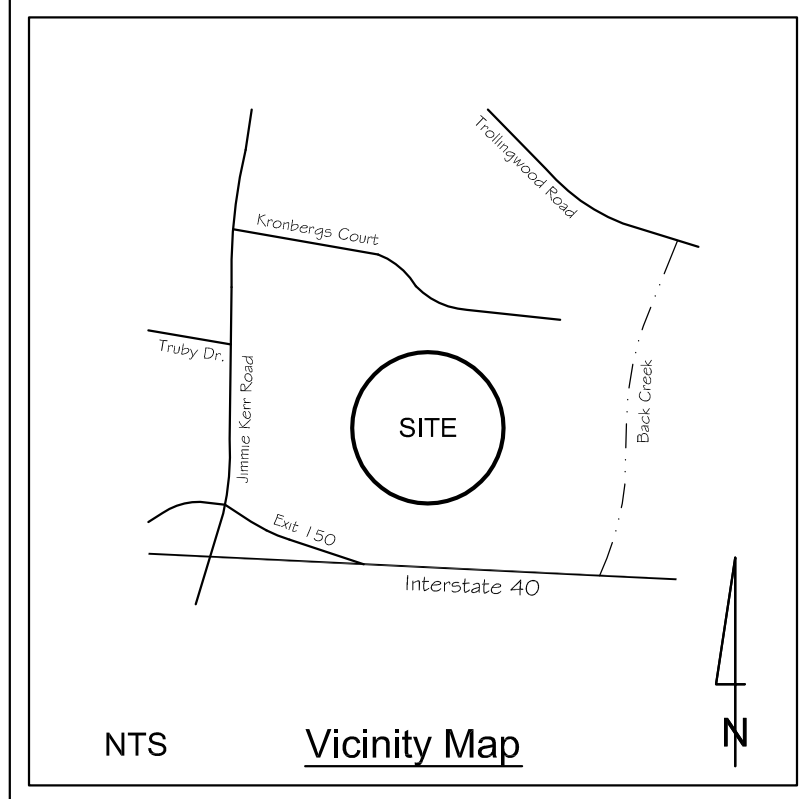 Trollingwood Road
Kronbergs Court
Truby Dr.
Jimmie Kerr Road
SITE
Back Creek
Exit 150
Interstate 40
NTS
Vicinity Map
N